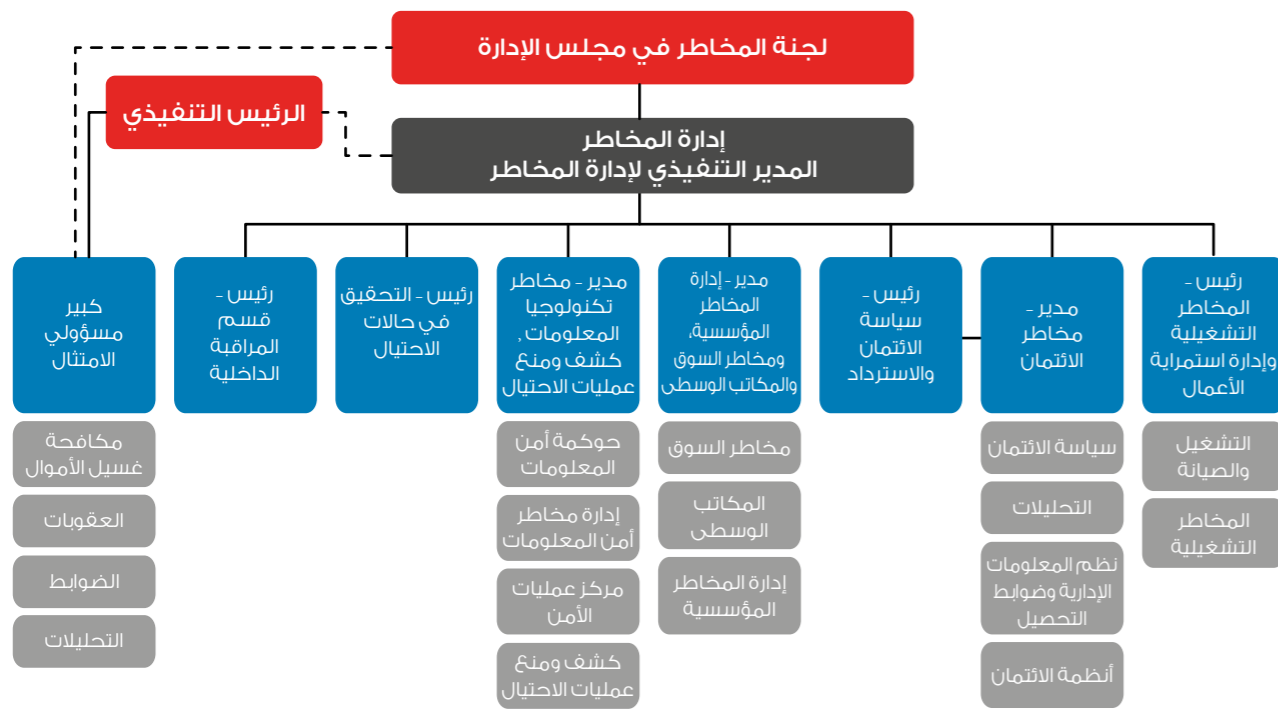 لجنة المخاطر في مجلس الإدارة
الرئيس التنفيذي
إدارة المخاطر
المدير التنفيذي لإدارة المخاطر
رئيس –
المخاطر
التشغيلية
وإدارة استمراية
الأعمال
التشغيل
والصيانة
المخاطر
التشغيلية
مدير –
مخاطر
الائتمان
سياسة الائتمان
التحليلات
نظم المعلومات
الإدارية وضوابط
التحصيل
أنظمة الائتمان
رئيس –
سياسة
الائتمان
والاسترداد
مدير – إدارة
المخاطر
المؤسسية،
ومخاطر السوق
والمكاتب الوسطى
مخاطر السوق
المكاتب
الوسطى
إدارة المخاطر
المؤسسية
مدير – مخاطر
تكنولوجيا
المعلومات ,
كشف ومنع
عمليات الاحتيال
حوكمة أمن
المعلومات
إدارة مخاطر
أمن المعلومات
مركز عمليات
الأمن
كشف ومنع
عمليات الاحتيال
رئيس – التحقيق
في حالات
الاحتيال
رئيس –
قسم
المراقبة
الداخلية
كبير
مسؤولي
الامتثال
مكافحة
غسيل الأموال
العقوبات
الضوابط
التحليلات